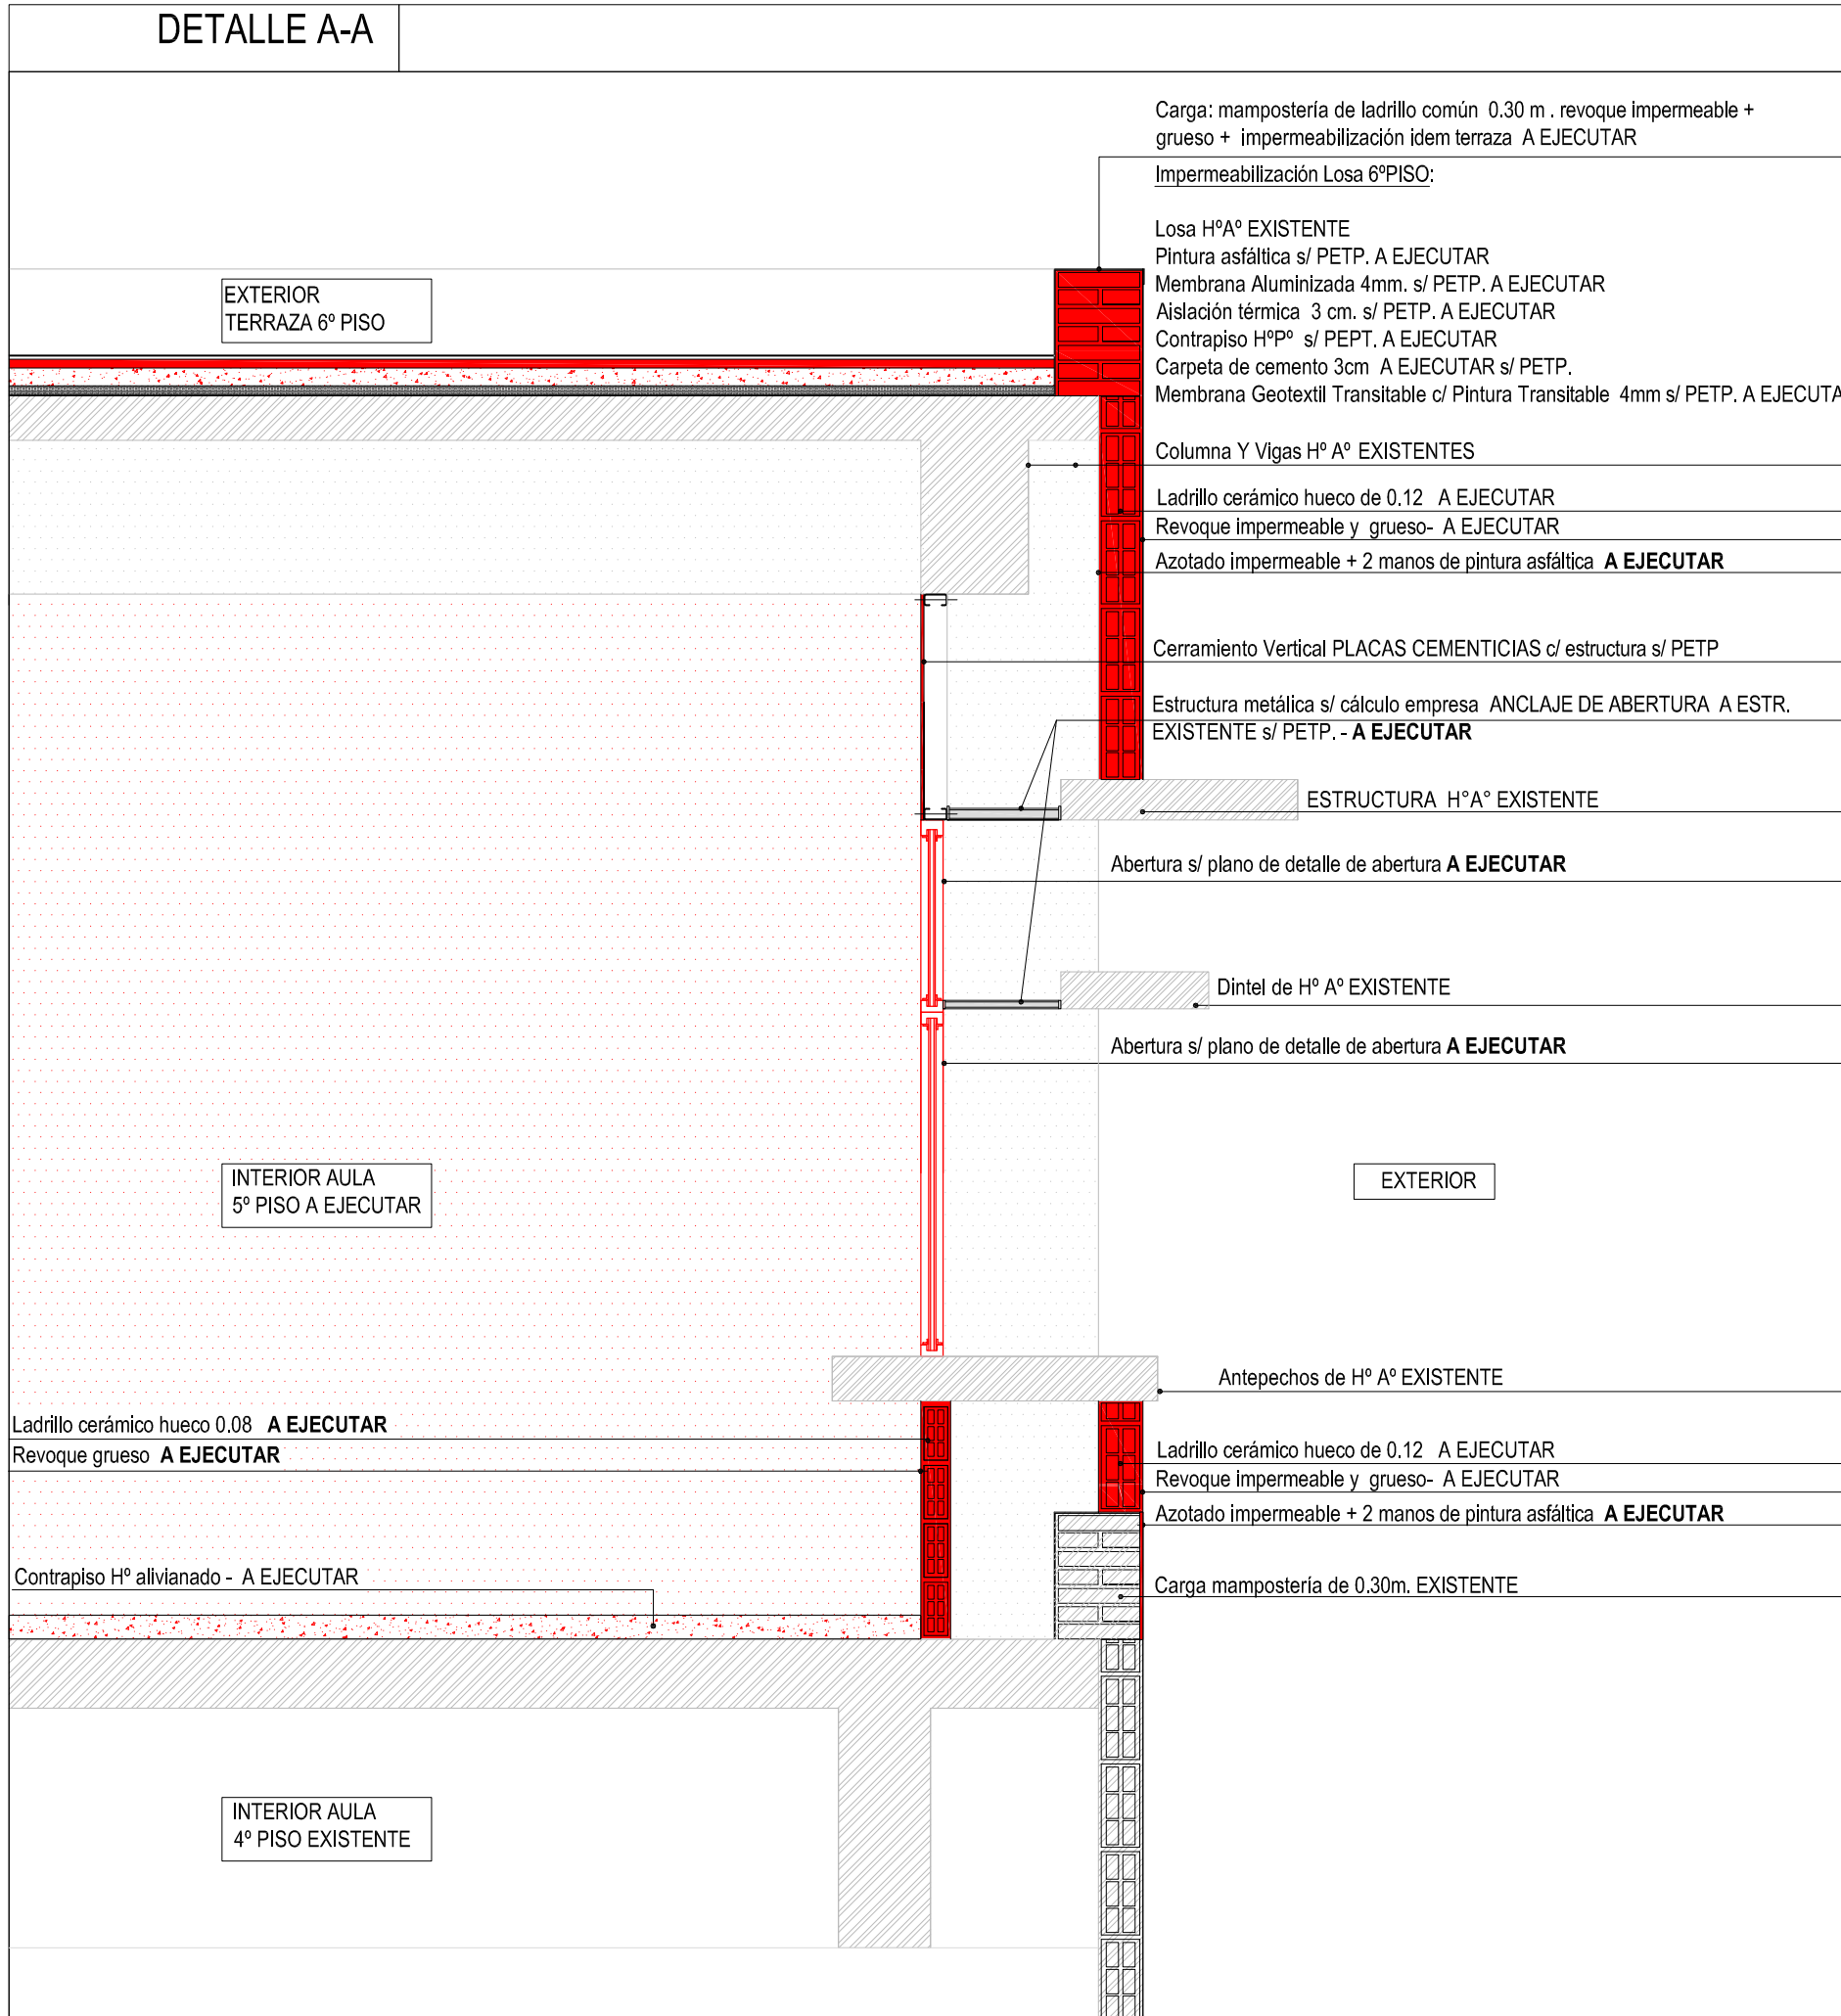 DETALLE A-A
Carga: mampostería de ladrillo común 0.30 m . revoque impermeable +
grueso + impermeabilización idem terraza A EJECUTAR
Impermeabilización Losa 6ºPISO:
Losa HºAº EXISTENTE
Pintura asfáltica s/ PETP. A EJECUTAR
Membrana Aluminizada 4mm. s/ PETP. A EJECUTAR
Aislación térmica 3 cm. s/ PETP. A EJECUTAR
Contrapiso HºPº s/ PEPT. A EJECUTAR
Carpeta de cemento 3cm A EJECUTAR s/ PETP.
Membrana Geotextil Transitable c/ Pintura Transitable 4mm s/ PETP. A EJECUTA
EXTERIOR
TERRAZA 6º PISO
Columna Y Vigas Hº Aº EXISTENTES
Ladrillo cerámico hueco de 0.12 A EJECUTAR
Revoque impermeable y grueso- A EJECUTAR
Azotado impermeable + 2 manos de pintura asfáltica A EJECUTAR
Cerramiento Vertical PLACAS CEMENTICIAS c/ estructura s/ PETP
Estructura metálica s/ cálculo empresa ANCLAJE DE ABERTURA A ESTR.
EXISTENTE s/ PETP. - A EJECUTAR
ESTRUCTURA H°A° EXISTENTE
Abertura s/ plano de detalle de abertura A EJECUTAR
Dintel de Hº Aº EXISTENTE
Abertura s/ plano de detalle de abertura A EJECUTAR
INTERIOR AULA
5º PISO A EJECUTAR
EXTERIOR
Antepechos de Hº Aº EXISTENTE
Ladrillo cerámico hueco 0.08 A EJECUTAR
Revoque grueso A EJECUTAR
Ladrillo cerámico hueco de 0.12 A EJECUTAR
Revoque impermeable y grueso- A EJECUTAR
Azotado impermeable + 2 manos de pintura asfáltica A EJECUTAR
Contrapiso Hº alivianado - A EJECUTAR
Carga mampostería de 0.30m. EXISTENTE
INTERIOR AULA
4º PISO EXISTENTE